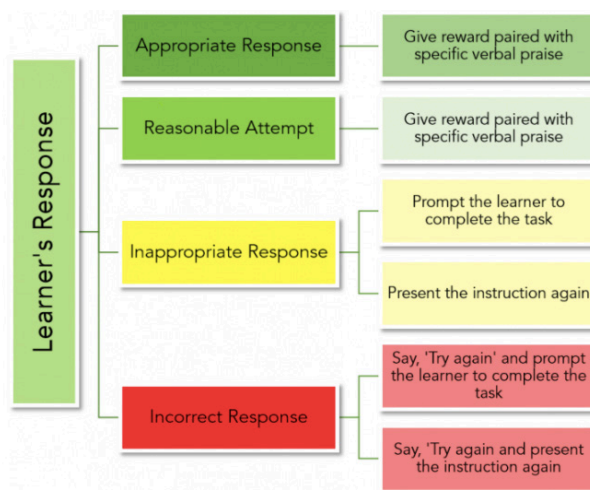 Learner's Response
Appropriate Response
Give reward paired with
specific verbal praise
Reasonable Attempt
Give reward paired with
specific verbal praise
Inappropriate Response
Prompt the learner to
complete the task
Present the instruction again
Incorrect Response
Say, 'Try again' and prompt
the learner to complete the
task
Say, 'Try again and present
the instruction again